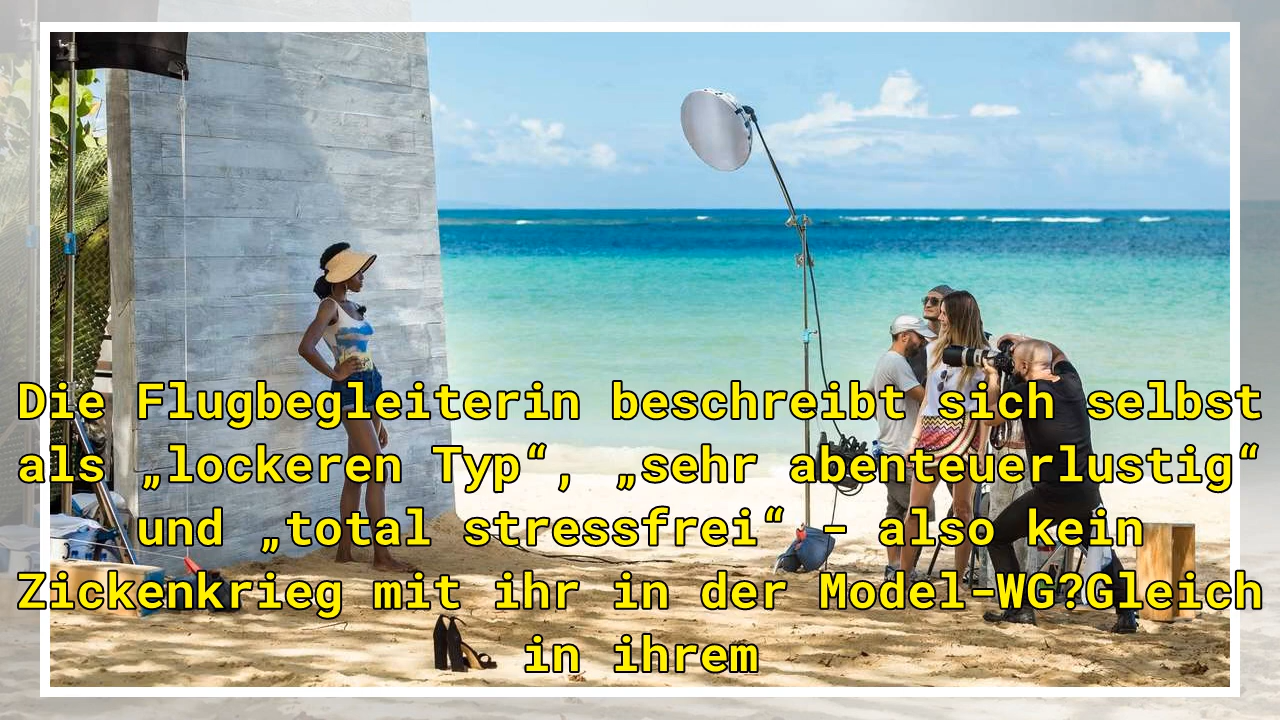 Die Flugbegleiterin beschreibt sich selbst
als „lockeren Typ“, „sehr abenteuerlustig“
und „total stressfrei“ – also kein
Zickenkrieg mit ihr in der Model-WG?Gleich
in ihrem